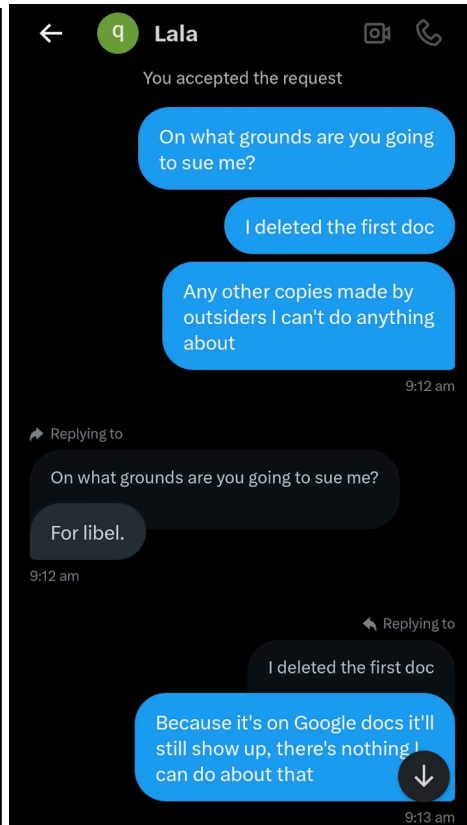 q Lala
You accepted the request
On what grounds are you going
to sue me?
I deleted the first doc
Any other copies made by
outsiders I can't do anything
about
9:12 am
Replying to
On what grounds are you going to sue me?
For libel.
9:12 am
Replying to
I deleted the first doc
Because it's on Google docs it'll
still show up, there's nothing I
can do about that
9:13 am